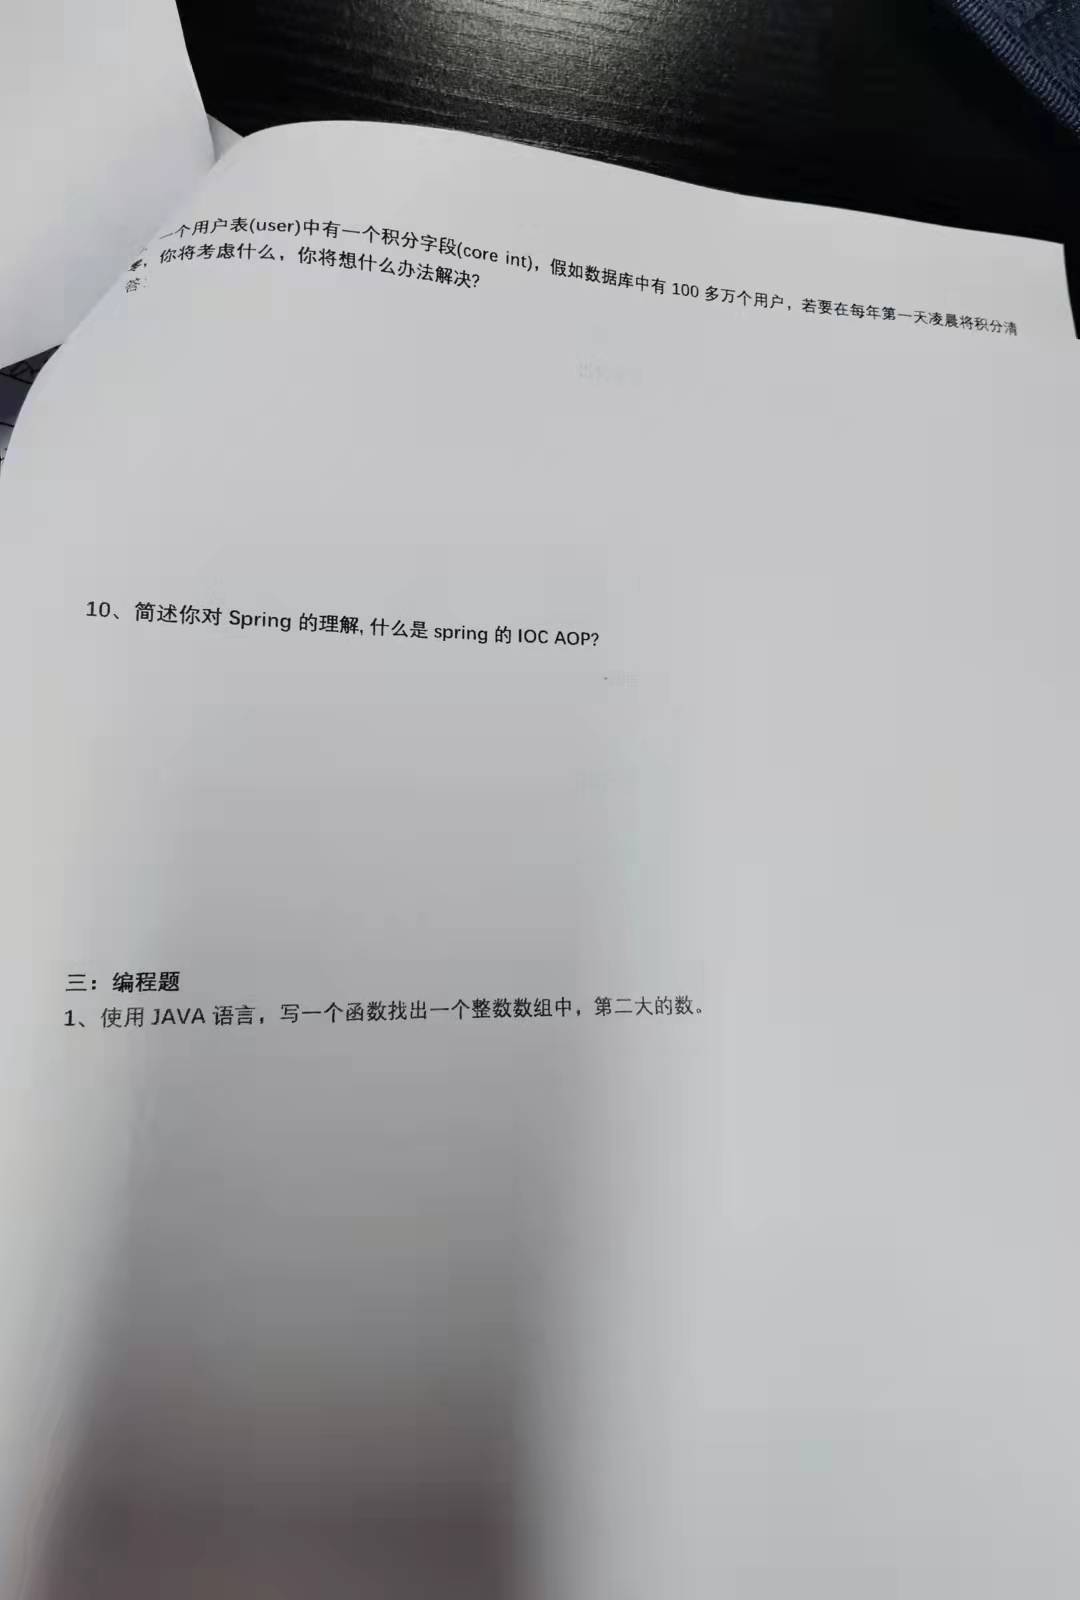 一个用户表(user)中有一个积分字段(core int)，假如数据库中有 100 多万个用户，若要在每年第一天凌晨将积分清
，你将考虑什么，你将想什么办法解决?
答:
10、简述你对 Spring 的理解, 什么是 spring 的 IOC AOP?
三：编程题
1、使用 JAVA 语言，写一个函数找出一个整数数组中，第二大的数。